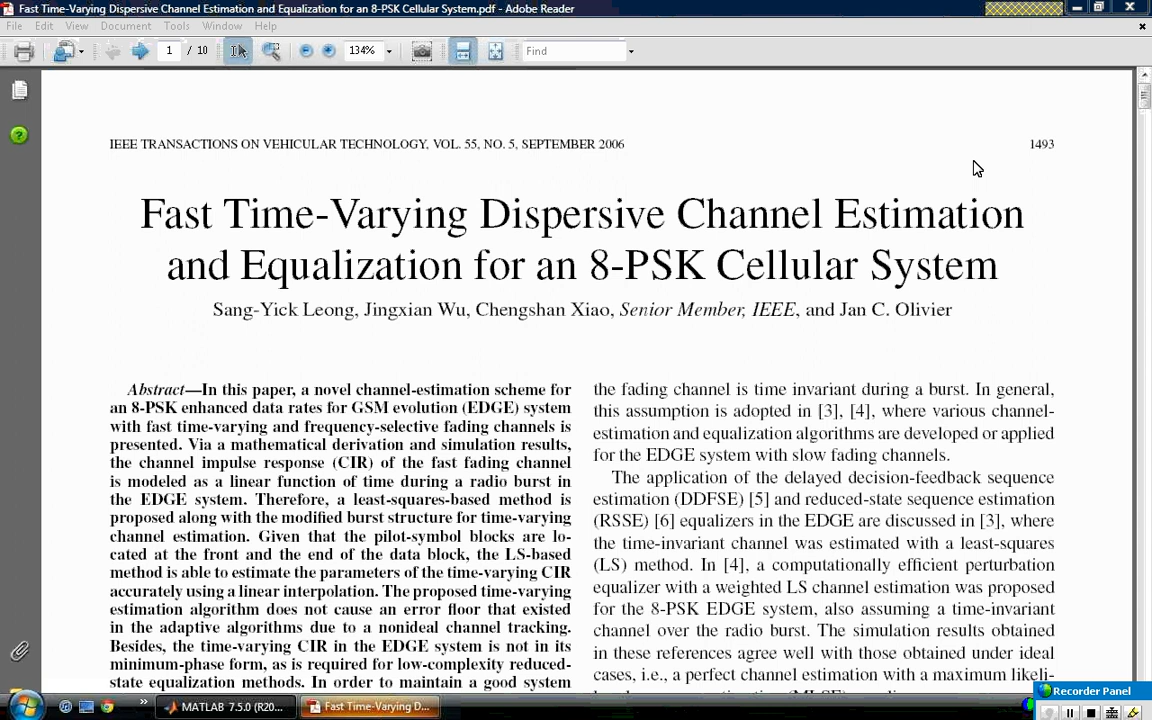 Fast Time-Varying Dispersive Channel Estimation and Equalization for an 8-PSK Cellular System.pdf - Adobe Reader
File Edit View Document Tools Window Help
1 / 10 134% Find
IEEE TRANSACTIONS ON VEHICULAR TECHNOLOGY, VOL. 55, NO. 5, SEPTEMBER 2006 1493
Fast Time-Varying Dispersive Channel Estimation
and Equalization for an 8-PSK Cellular System
Sang-Yick Leong, Jingxian Wu, Chengshan Xiao, Senior Member, IEEE, and Jan C. Olivier
Abstract—In this paper, a novel channel-estimation scheme for
an 8-PSK enhanced data rates for GSM evolution (EDGE) system
with fast time-varying and frequency-selective fading channels is
presented. Via a mathematical derivation and simulation results,
the channel impulse response (CIR) of the fast fading channel
is modeled as a linear function of time during a radio burst in
the EDGE system. Therefore, a least-squares-based method is
proposed along with the modified burst structure for time-varying
channel estimation. Given that the pilot-symbol blocks are lo-
cated at the front and the end of the data block, the LS-based
method is able to estimate the parameters of the time-varying CIR
accurately using a linear interpolation. The proposed time-varying
estimation algorithm does not cause an error floor that existed
in the adaptive algorithms due to a nonideal channel tracking.
Besides, the time-varying CIR in the EDGE system is not in its
minimum-phase form, as is required for low-complexity reduced-
state equalization methods. In order to maintain a good system
the fading channel is time invariant during a burst. In general,
this assumption is adopted in [3], [4], where various channel-
estimation and equalization algorithms are developed or applied
for the EDGE system with slow fading channels.
The application of the delayed decision-feedback sequence
estimation (DDFSE) [5] and reduced-state sequence estimation
(RSSE) [6] equalizers in the EDGE are discussed in [3], where
the time-invariant channel was estimated with a least-squares
(LS) method. In [4], a computationally efficient perturbation
equalizer with a weighted LS channel estimation was proposed
for the 8-PSK EDGE system, also assuming a time-invariant
channel over the radio burst. The simulation results obtained
in these references agree well with those obtained under ideal
cases, i.e., a perfect channel estimation with a maximum likeli-
MATLAB 7.5.0 (R20... Fast Time-Varying D...
Recorder Panel